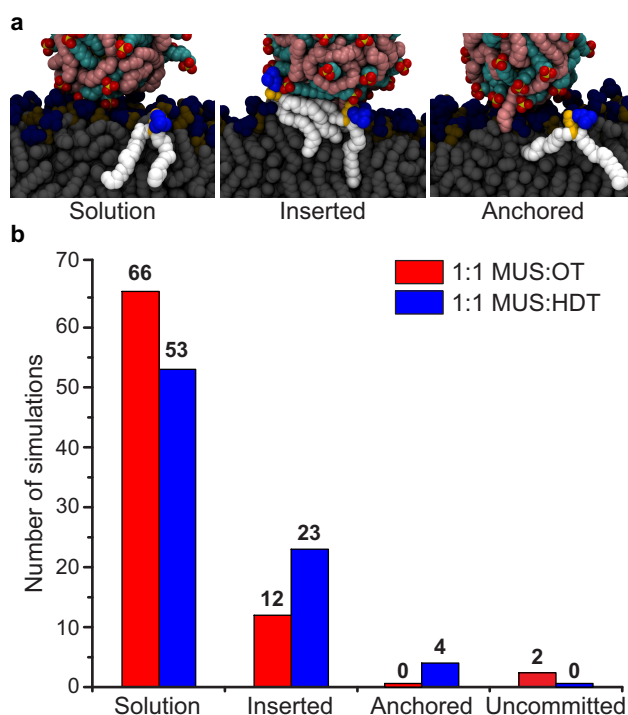 a
Solution Inserted Anchored
b
1:1 MUS:OT
1:1 MUS:HDT
Number of simulations
70
60
50
40
30
20
10
0
66
53
12
23
0
4
2
0
Solution Inserted Anchored Uncommitted